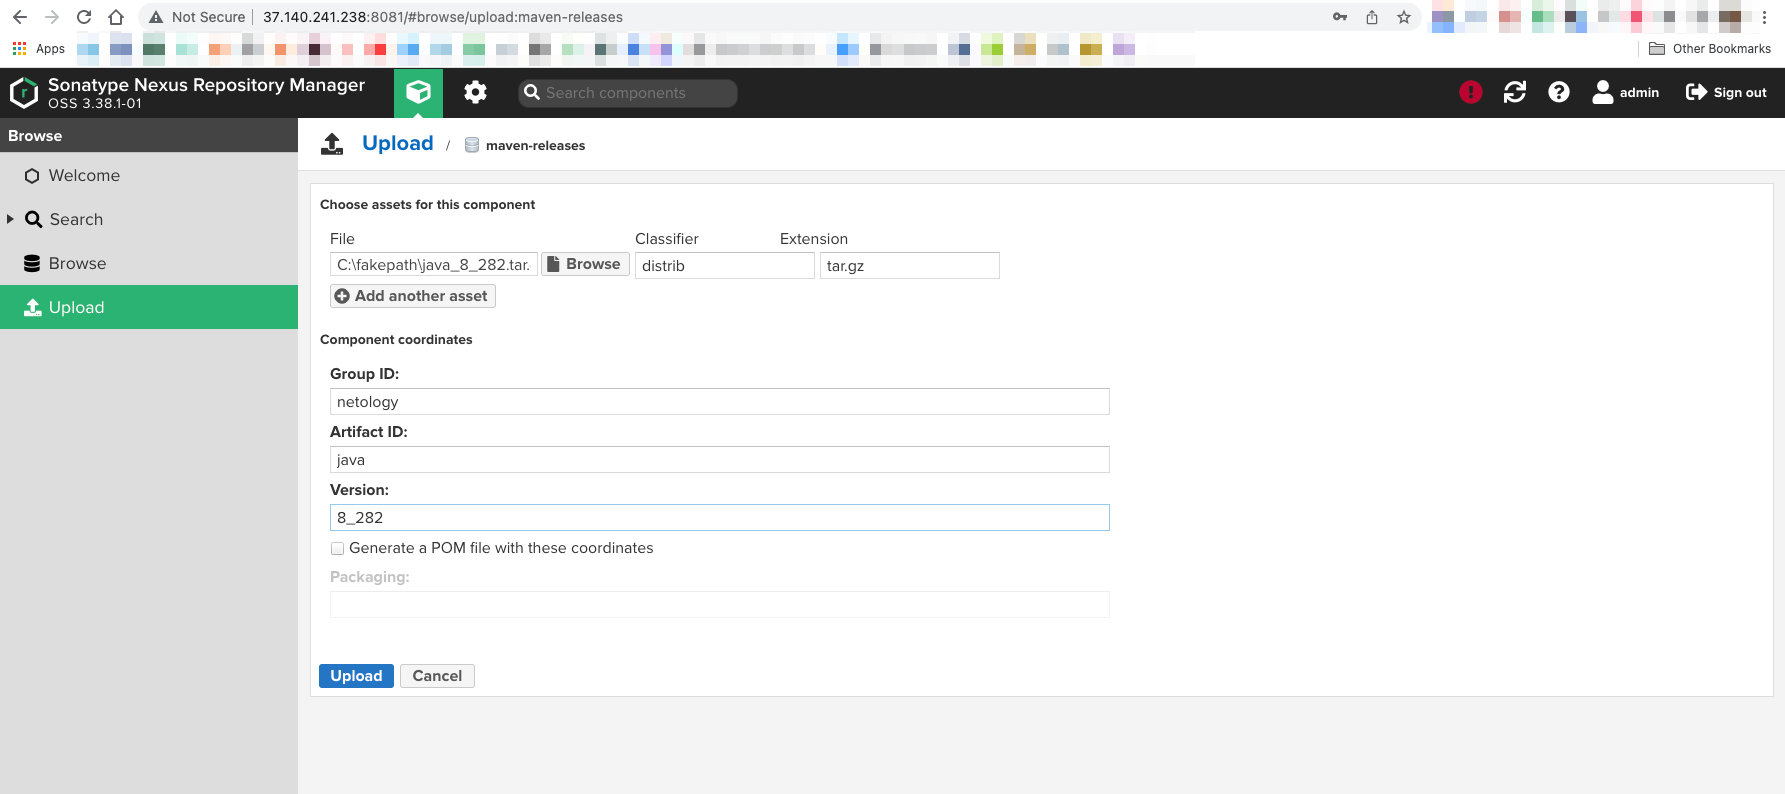 Not Secure 37.140.241.238:8081/#browse/upload:maven-releases
Apps Other Bookmarks
Sonatype Nexus Repository Manager
OSS 3.38.1-01
Search components
admin Sign out
Browse
Upload / maven-releases
Welcome
Search
Browse
Upload
Choose assets for this component
File Classifier Extension
C:\fakepath\java_8_282.tar. Browse distrib tar.gz
Add another asset
Component coordinates
Group ID:
netology
Artifact ID:
java
Version:
8_282
Generate a POM file with these coordinates
Packaging:
Upload Cancel